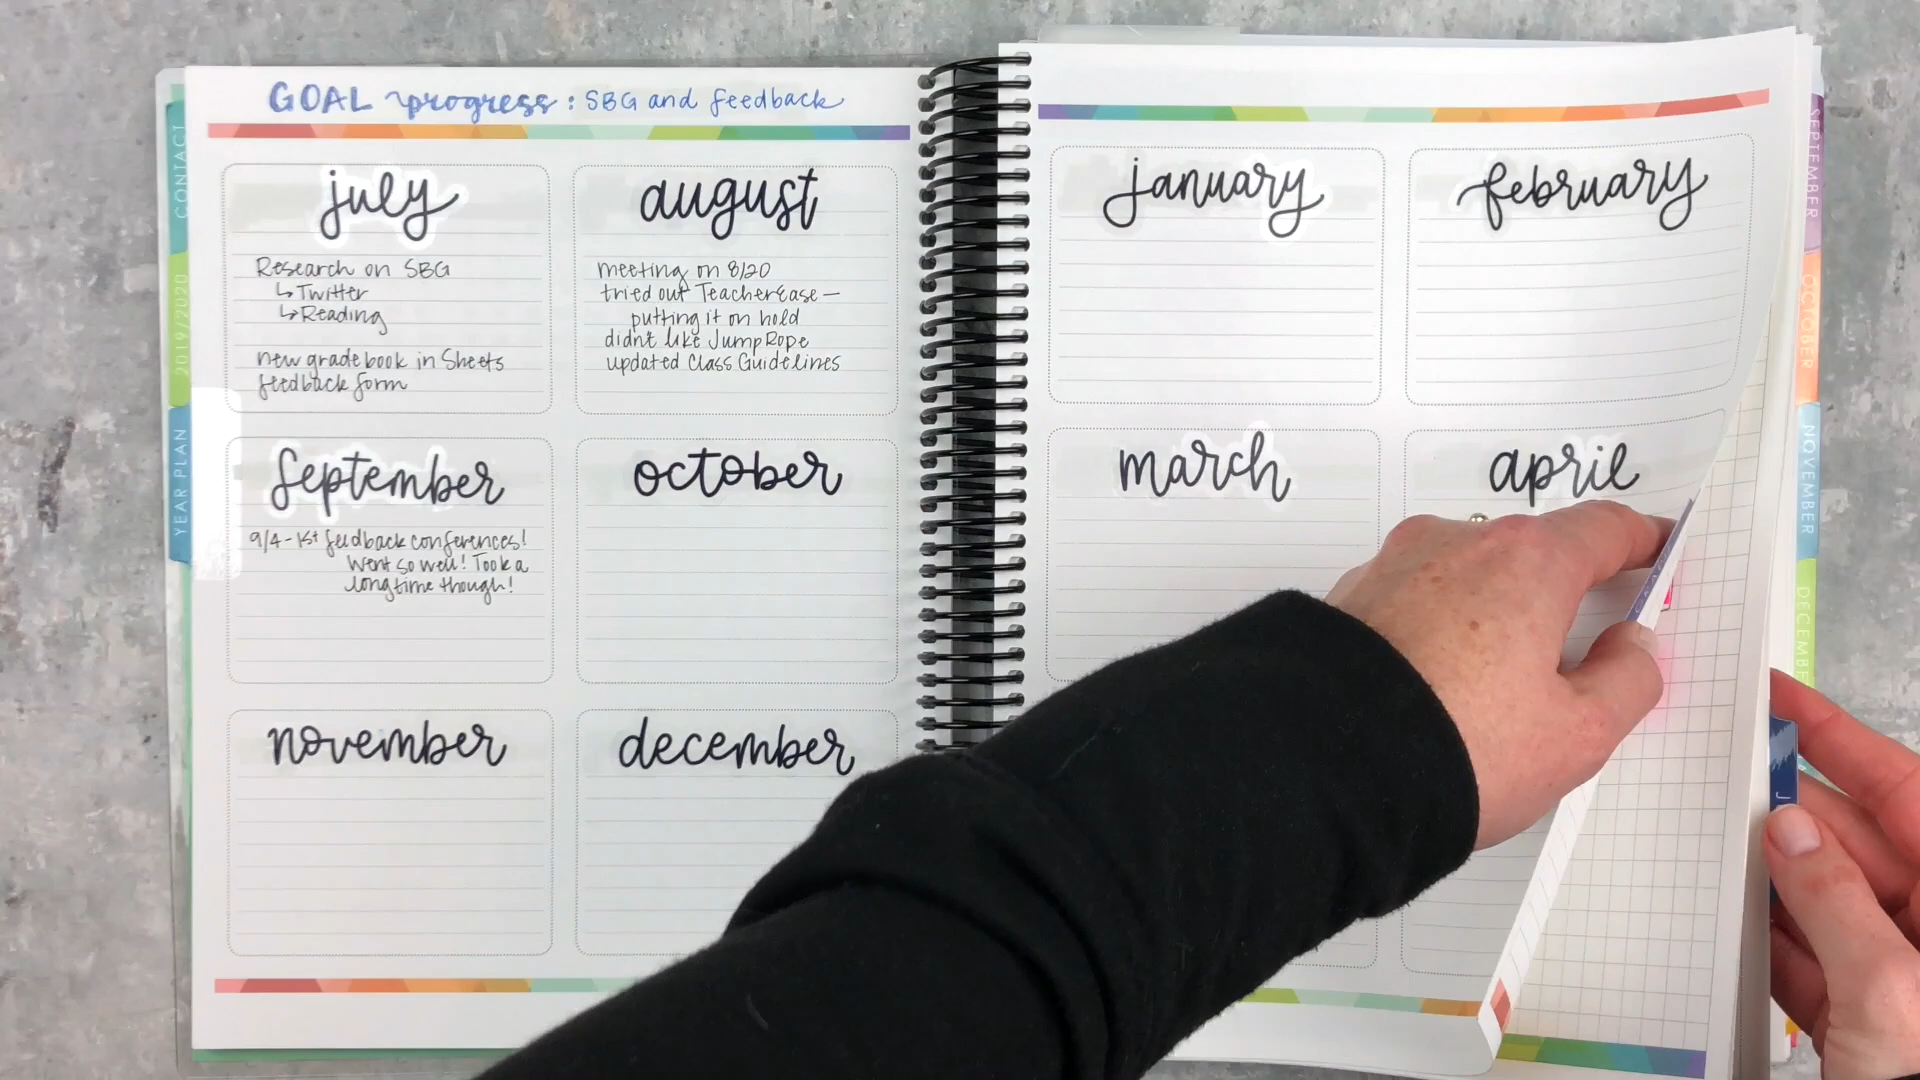 GOAL progress: SBG and feedback
july
Research on SBG
↳ Twitter
↳ Reading
new gradebook in Sheets
feedback form
august
meeting on 8/20
tried out TeacherEase —
putting it on hold
didn't like JumpRope
updated Class Guidelines
september
9/4 - 1st feedback conferences!
Went so well! Took a
long time though!
october
november
december
january
february
march
april
CONTACT
2019/2020
YEAR PLAN
SEPTEMBER
OCTOBER
NOVEMBER